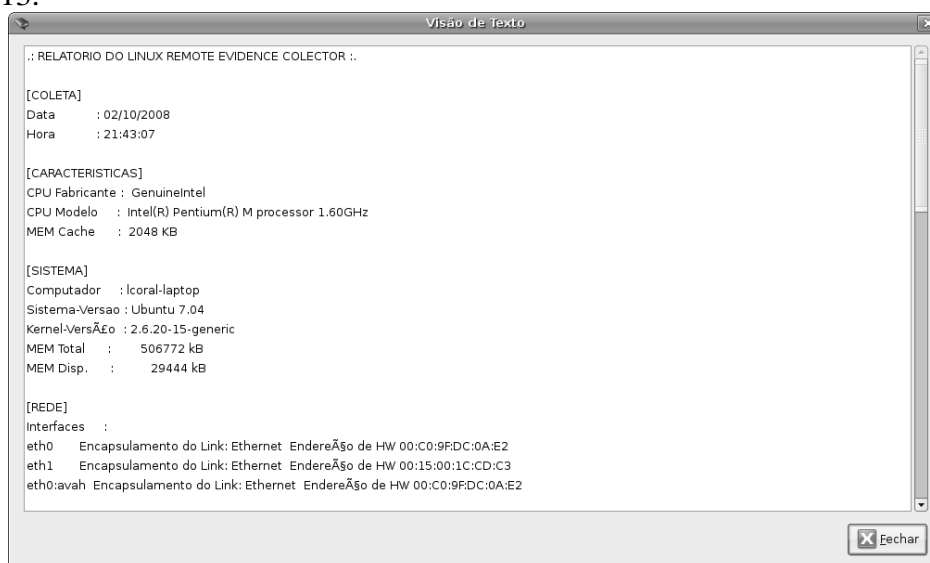 13.
Visão de Texto
.: RELATORIO DO LINUX REMOTE EVIDENCE COLECTOR :.
[COLETA]
Data : 02/10/2008
Hora : 21:43:07
[CARACTERISTICAS]
CPU Fabricante : GenuineIntel
CPU Modelo : Intel(R) Pentium(R) M processor 1.60GHz
MEM Cache : 2048 KB
[SISTEMA]
Computador : lcoral-laptop
Sistema-Versao : Ubuntu 7.04
Kernel-VersÃ£o : 2.6.20-15-generic
MEM Total : 506772 kB
MEM Disp. : 29444 kB
[REDE]
Interfaces :
eth0 Encapsulamento do Link: Ethernet EndereÃ§o de HW 00:C0:9F:DC:0A:E2
eth1 Encapsulamento do Link: Ethernet EndereÃ§o de HW 00:15:00:1C:CD:C3
eth0:avah Encapsulamento do Link: Ethernet EndereÃ§o de HW 00:C0:9F:DC:0A:E2
Fechar